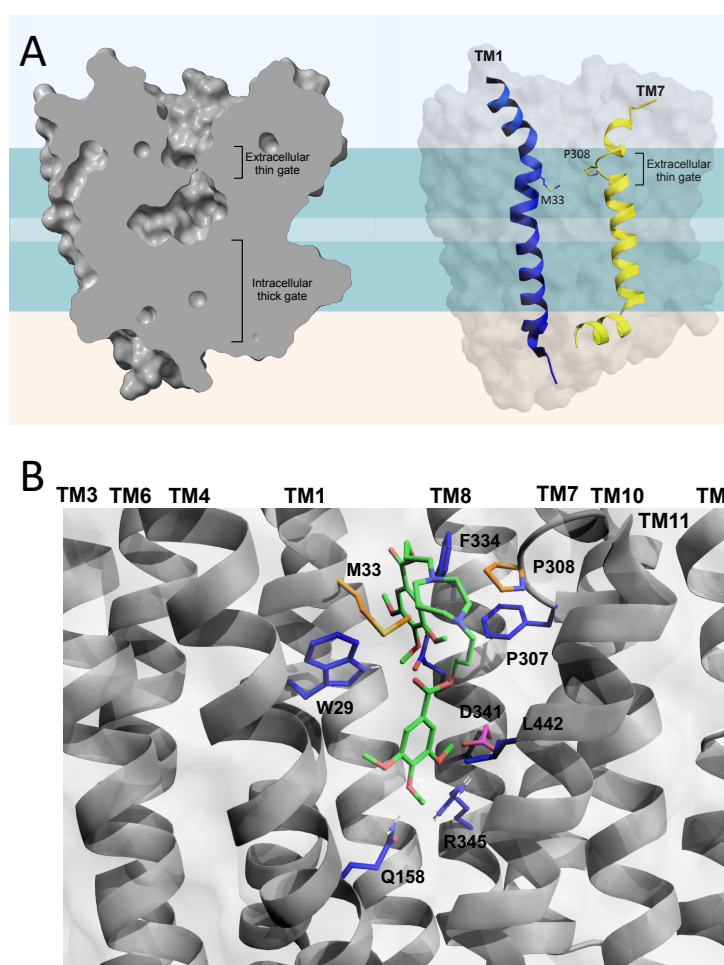 A
Extracellular
thin gate
Intracellular
thick gate
TM1
TM7
P308
Extracellular
thin gate
M33
B
TM3 TM6 TM4 TM1 TM8 TM7 TM10 TM
TM11
F334
M33
P308
P307
W29
D341
L442
R345
Q158